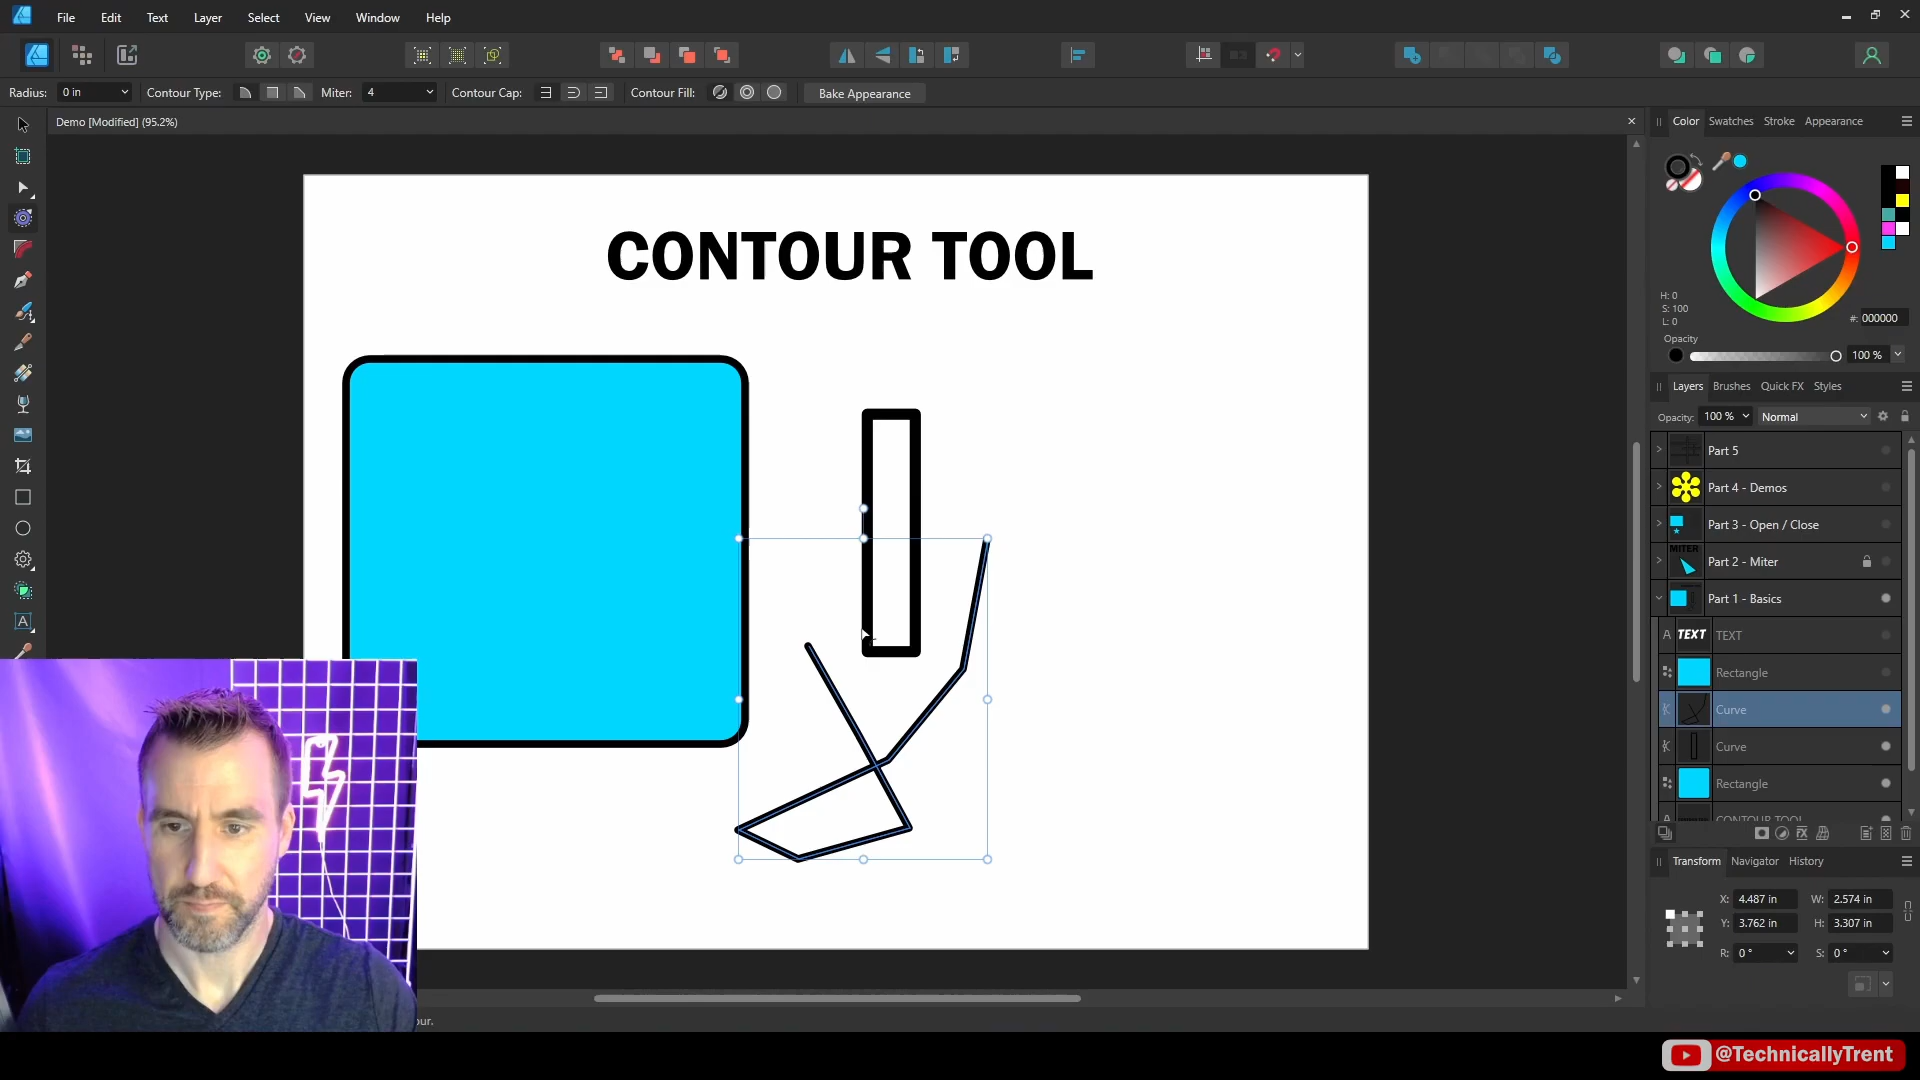 File Edit Text Layer Select View Window Help
Radius: 0 in Contour Type: Miter: 4 Contour Cap: Contour Fill: Bake Appearance
Demo [Modified] (95.2%)
CONTOUR TOOL
Color Swatches Stroke Appearance
H: 0
S: 100
L: 0
#: 000000
Opacity
100 %
Layers Brushes Quick FX Styles
Opacity: 100 % Normal
Part 5
Part 4 - Demos
Part 3 - Open / Close
MITER Part 2 - Miter
Part 1 - Basics
A TEXT TEXT
Rectangle
Curve
Curve
Rectangle
A CONTOUR TOOL
Transform Navigator History
X: 4.487 in W: 2.574 in
Y: 3.762 in H: 3.307 in
R: 0 ° S: 0 °
our.
@TechnicallyTrent